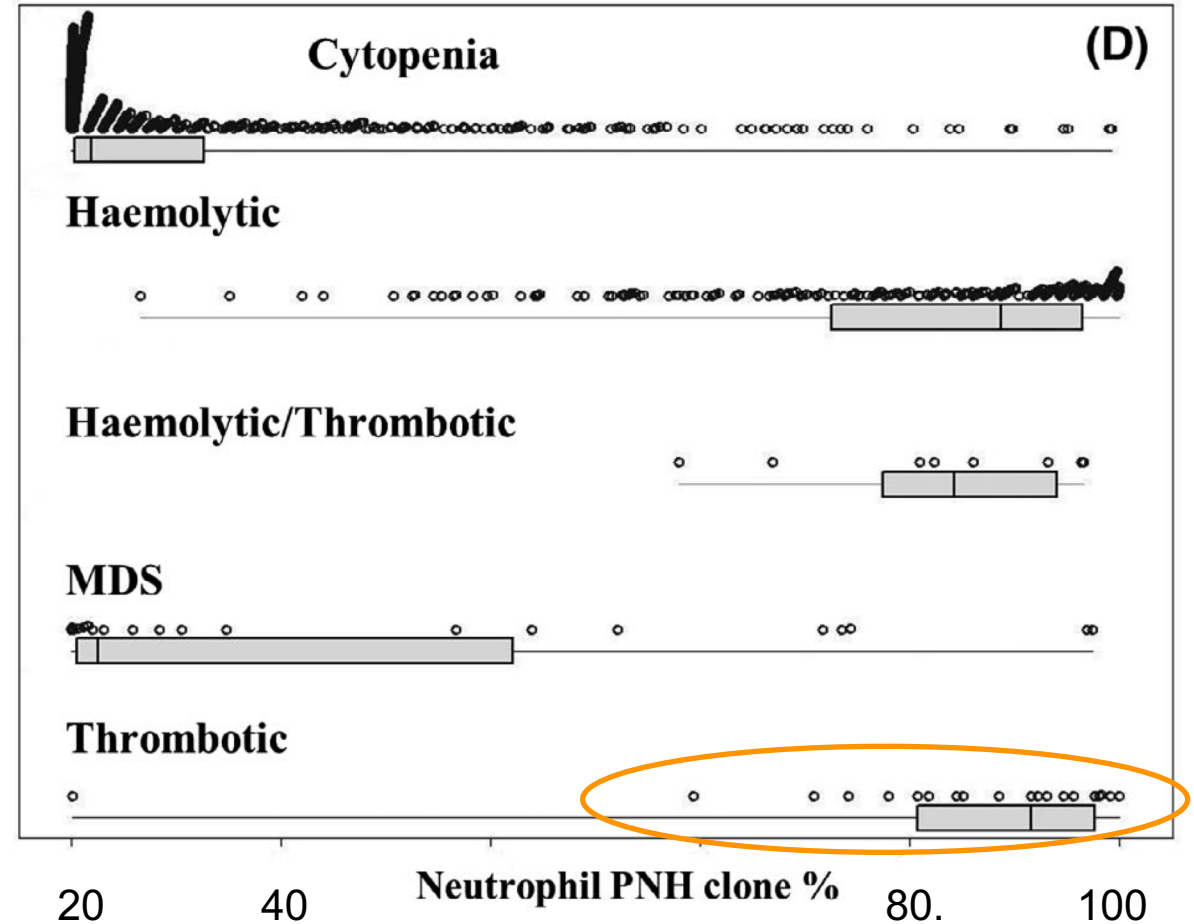 Cytopenia
(D)
Haemolytic
Haemolytic/Thrombotic
MDS
Thrombotic
Neutrophil PNH clone %
20 40 80. 100